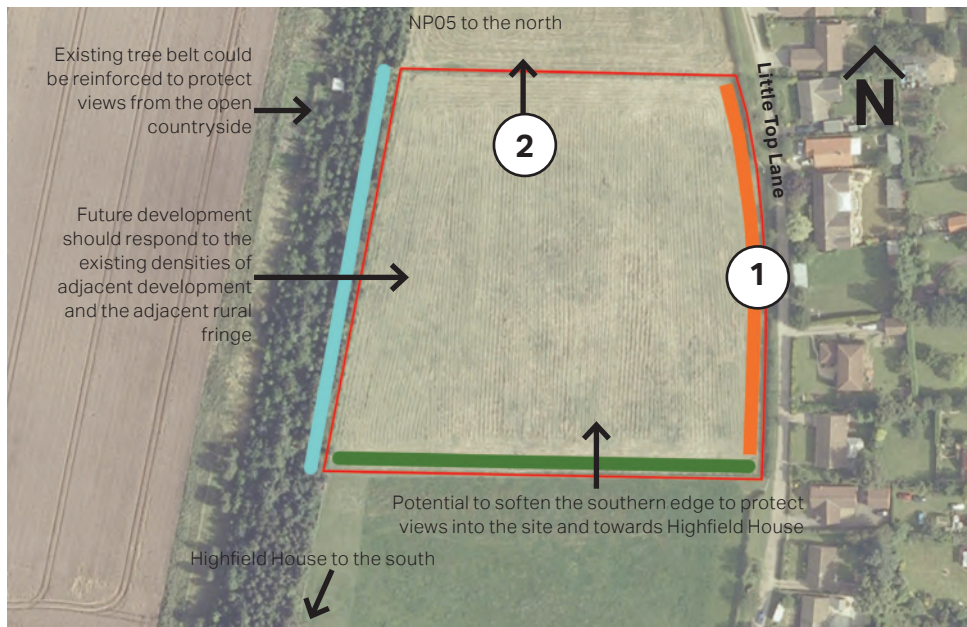 NP05 to the north
Existing tree belt could
be reinforced to protect
views from the open
countryside
N
Little Top Lane
2
Future development
should respond to the
existing densities of
adjacent development
and the adjacent rural
fringe
1
Potential to soften the southern edge to protect
views into the site and towards Highfield House
Highfield House to the south